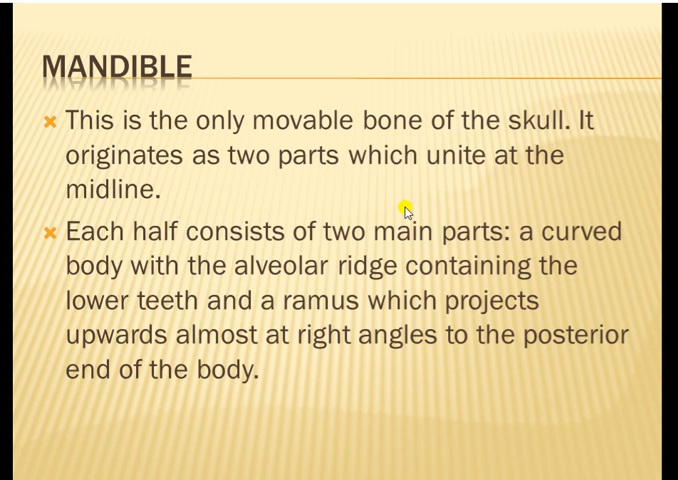 MANDIBLE
This is the only movable bone of the skull. It
originates as two parts which unite at the
midline.
Each half consists of two main parts: a curved
body with the alveolar ridge containing the
lower teeth and a ramus which projects
upwards almost at right angles to the posterior
end of the body.